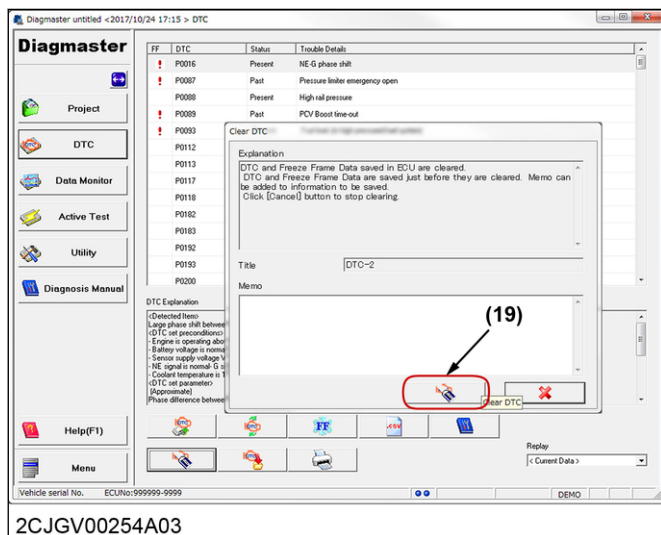 Diagmaster untitled <2017/10/24 17:15 > DTC
Diagmaster
Project
DTC
Data Monitor
Active Test
Utility
Diagnosis Manual
Help(F1)
Menu
FF DTC Status Trouble Details
! P0016 Present NE-G phase shift
! P0087 Past Pressure limiter emergency open
P0088 Present High rail pressure
! P0089 Past PCV Boost time-out
! P0093
P0112
P0113
P0117
P0118
P0182
P0183
P0192
P0193
P0200
Clear DTC
Explanation
DTC and Freeze Frame Data saved in ECU are cleared.
DTC and Freeze Frame Data are saved just before they are cleared. Memo can
be added to information to be saved.
Click [Cancel] button to stop clearing.
Title DTC-2
Memo
(19)
Clear DTC
DTC Explanation
<Detected Item>
Large phase shift betwee
<DTC set preconditions>
- Engine is operating abo
- Battery voltage is norma
- Sensor supply voltage V
- NE signal is normal- G s
- Coolant temperature is 1
<DTC set parameter>
(Approximate)
Phase difference betwee
DTC
DTC
FF
.csv
DTC
Replay
< Current Data >
Vehicle serial No. ECUNo:999999-9999 DEMO
2CJGV00254A03